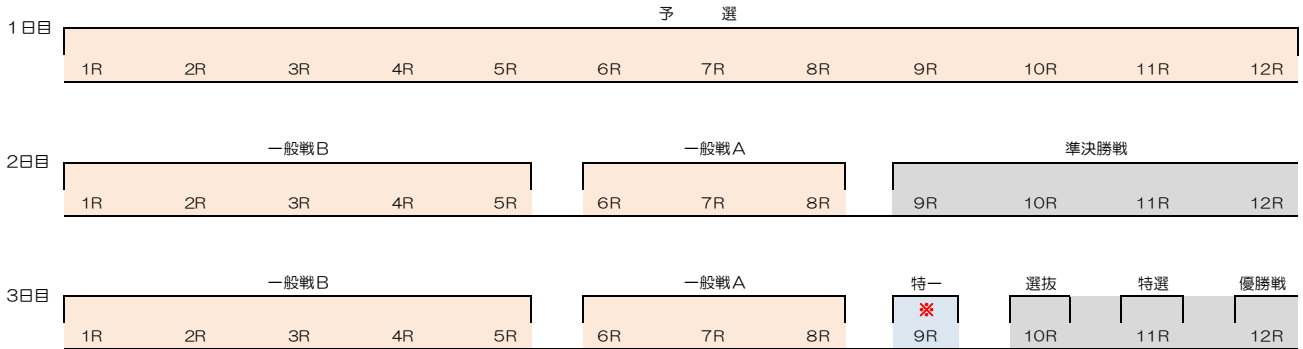 予　　選
１日目
１R ２R ３R ４R ５R ６R ７R ８R ９R １０R １１R １２R
一般戦Ｂ 一般戦Ａ 準決勝戦
２日目
１R ２R ３R ４R ５R ６R ７R ８R ９R １０R １１R １２R
一般戦Ｂ 一般戦Ａ 特一 選抜 特選 優勝戦
３日目
※
１R ２R ３R ４R ５R ６R ７R ８R ９R １０R １１R １２R